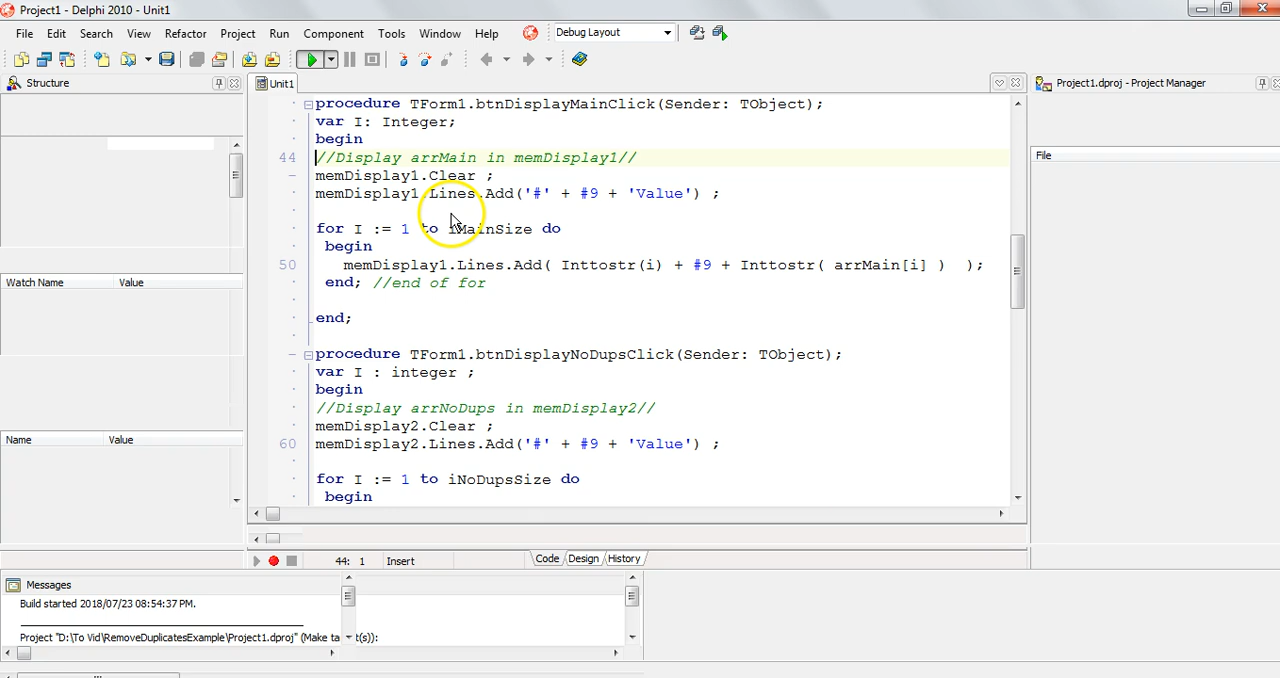 Project1 - Delphi 2010 - Unit1
File Edit Search View Refactor Project Run Component Tools Window Help Debug Layout
Structure
Unit1
Project1.dproj - Project Manager
File
Watch Name Value
Name Value
procedure TForm1.btnDisplayMainClick(Sender: TObject);
var I: Integer;
begin
44 //Display arrMain in memDisplay1//
memDisplay1.Clear ;
memDisplay1.Lines.Add('#' + #9 + 'Value') ;
for I := 1 to iMainSize do
begin
50 memDisplay1.Lines.Add( Inttostr(i) + #9 + Inttostr( arrMain[i] ) );
end; //end of for
end;
procedure TForm1.btnDisplayNoDupsClick(Sender: TObject);
var I : integer ;
begin
//Display arrNoDups in memDisplay2//
memDisplay2.Clear ;
60 memDisplay2.Lines.Add('#' + #9 + 'Value') ;
for I := 1 to iNoDupsSize do
begin
44: 1 Insert Code Design History
Messages
Build started 2018/07/23 08:54:37 PM.
Project "D:\To Vid\RemoveDuplicatesExample\Project1.dproj" (Make ta t(s)):